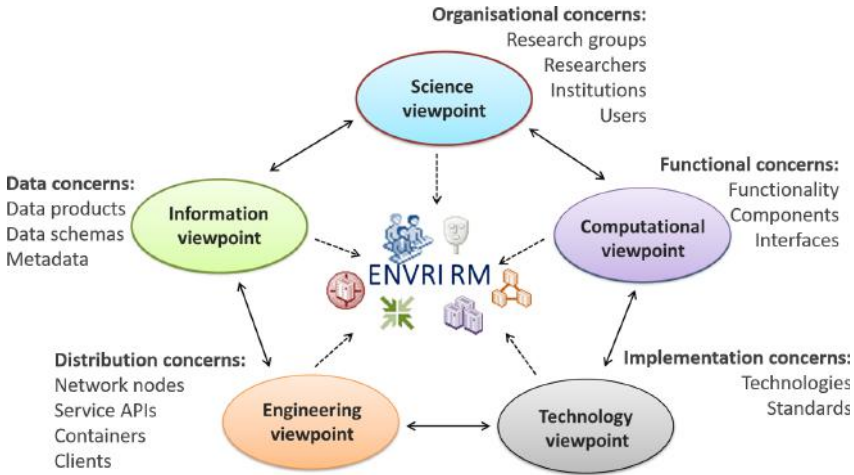 Organisational concerns:
Research groups
Researchers
Institutions
Users
Science
viewpoint
Data concerns:
Data products
Data schemas
Metadata
Information
viewpoint
Functional concerns:
Functionality
Components
Interfaces
Computational
viewpoint
ENVRI RM
Distribution concerns:
Network nodes
Service APIs
Containers
Clients
Engineering
viewpoint
Implementation concerns:
Technologies
Standards
Technology
viewpoint